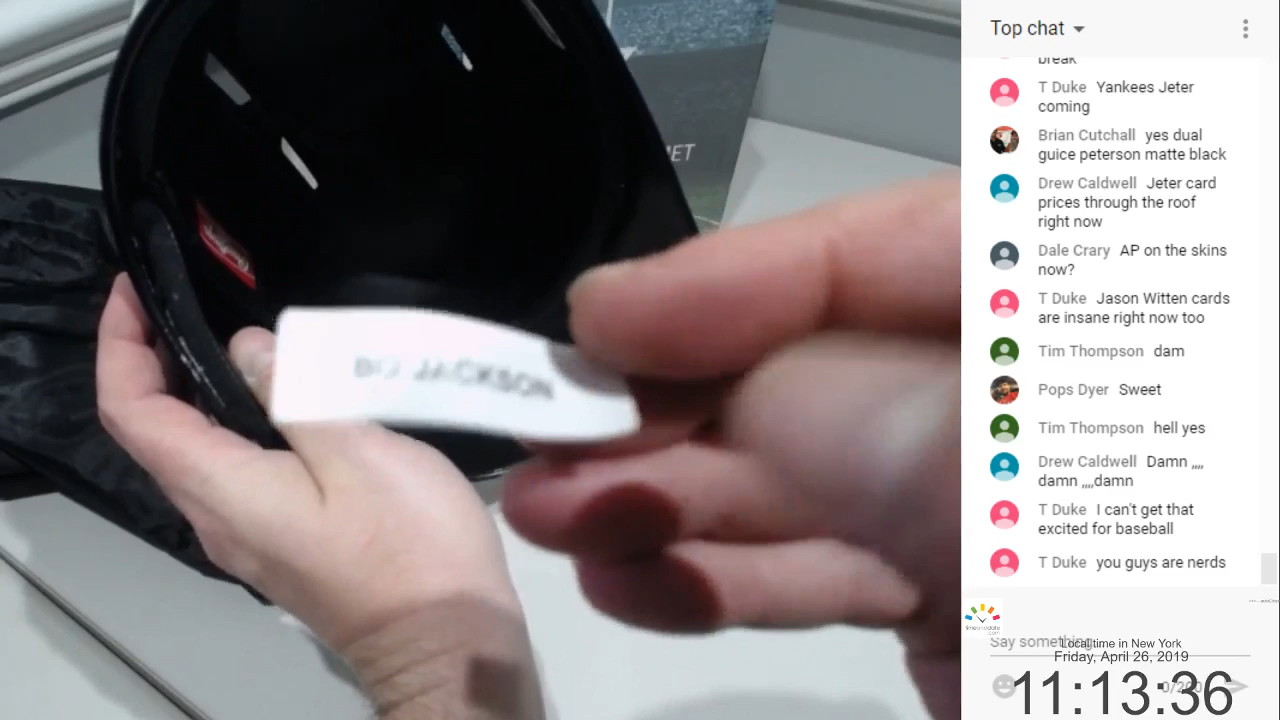 MET
BO JACKSON
Top chat
break
T Duke Yankees Jeter
coming
Brian Cutchall yes dual
guice peterson matte black
Drew Caldwell Jeter card
prices through the roof
right now
Dale Crary AP on the skins
now?
T Duke Jason Witten cards
are insane right now too
Tim Thompson dam
Pops Dyer Sweet
Tim Thompson hell yes
Drew Caldwell Damn ,,,,
damn ,,,,damn
T Duke I can't get that
excited for baseball
T Duke you guys are nerds
Say something...
Local time in New York
Friday, April 26, 2019
11:13:36